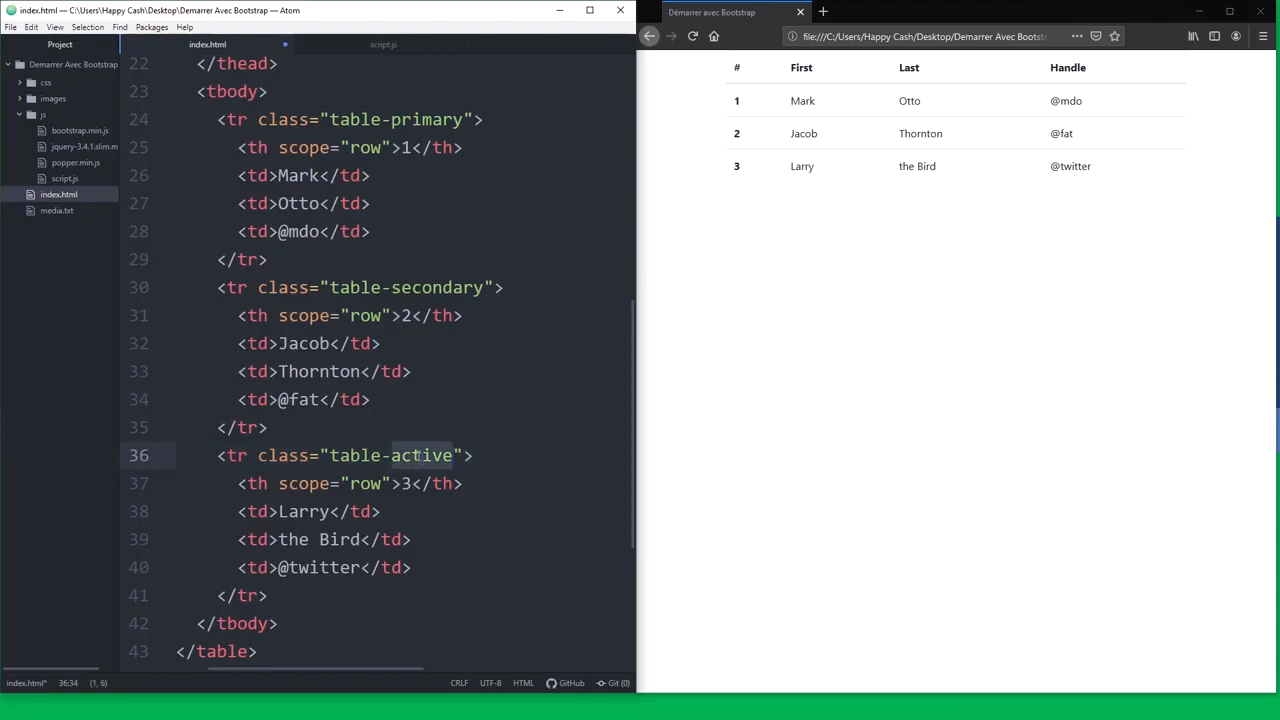 index.html — C:\Users\Happy Cash\Desktop\Demarrer Avec Bootstrap — Atom
File Edit View Selection Find Packages Help
Project
index.html
script.js
Demarrer Avec Bootstrap
css
images
js
bootstrap.min.js
jquery-3.4.1.slim.m
popper.min.js
script.js
index.html
media.txt
22 </thead>
23 <tbody>
24 <tr class="table-primary">
25 <th scope="row">1</th>
26 <td>Mark</td>
27 <td>Otto</td>
28 <td>@mdo</td>
29 </tr>
30 <tr class="table-secondary">
31 <th scope="row">2</th>
32 <td>Jacob</td>
33 <td>Thornton</td>
34 <td>@fat</td>
35 </tr>
36 <tr class="table-active">
37 <th scope="row">3</th>
38 <td>Larry</td>
39 <td>the Bird</td>
40 <td>@twitter</td>
41 </tr>
42 </tbody>
43 </table>
index.html* 36:34 (1, 6) CRLF UTF-8 HTML GitHub Git (0)
Démarrer avec Bootstrap
file:///C:/Users/Happy Cash/Desktop/Demarrer Avec Bootstr
# First Last Handle
1 Mark Otto @mdo
2 Jacob Thornton @fat
3 Larry the Bird @twitter